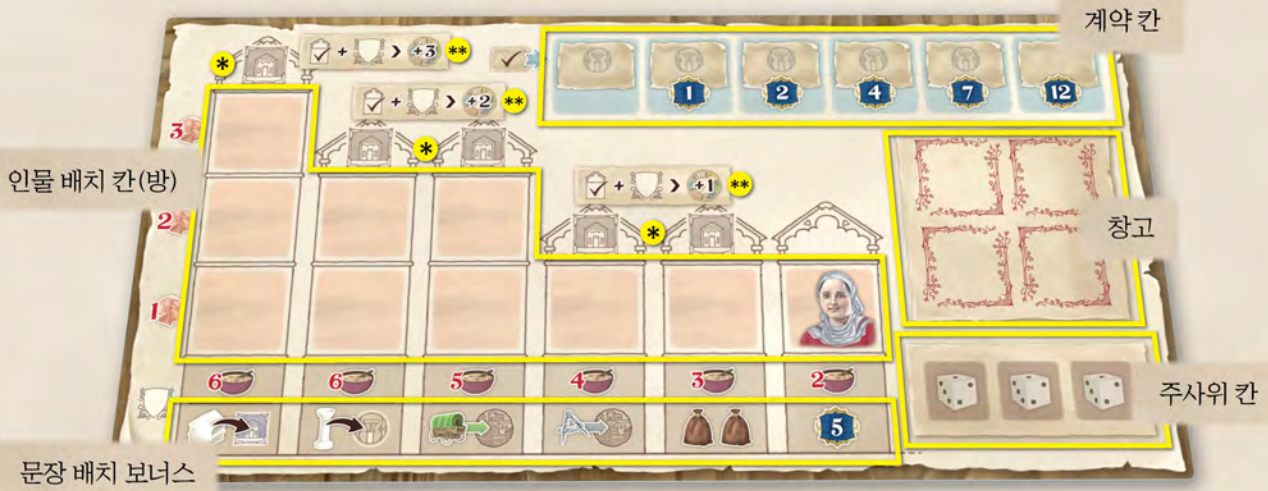 계약 칸
* +3 **
+ > +2 **
1 2 4 7 12
3
*
인물 배치 칸(방)
+ > +1 **
2
*
창고
1
6 6 5 4 3 2
주사위 칸
5
문장 배치 보너스